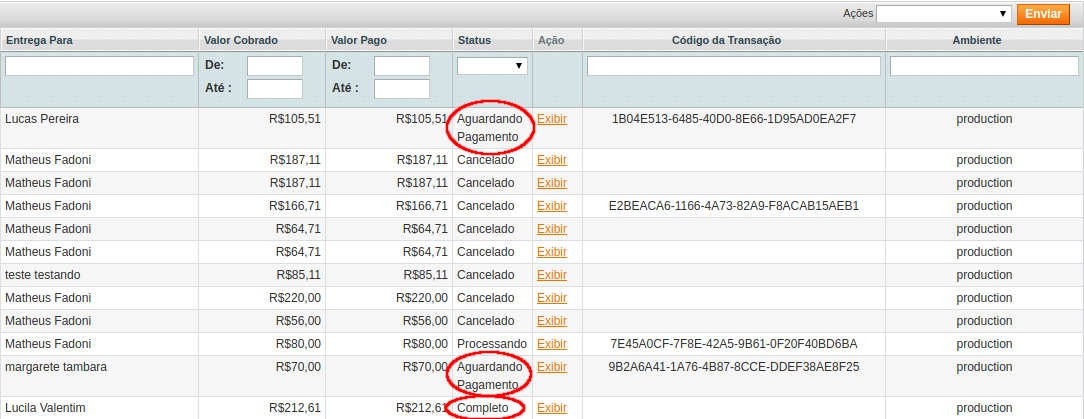 Ações Enviar
Entrega Para Valor Cobrado Valor Pago Status Ação Código da Transação Ambiente
De: De:
Até : Até :
Lucas Pereira R$105,51 R$105,51 Aguardando Pagamento Exibir 1B04E513-6485-40D0-8E66-1D95AD0EA2F7 production
Matheus Fadoni R$187,11 R$187,11 Cancelado Exibir production
Matheus Fadoni R$187,11 R$187,11 Cancelado Exibir production
Matheus Fadoni R$166,71 R$166,71 Cancelado Exibir E2BEACA6-1166-4A73-82A9-F8ACAB15AEB1 production
Matheus Fadoni R$64,71 R$64,71 Cancelado Exibir production
Matheus Fadoni R$64,71 R$64,71 Cancelado Exibir production
teste testando R$85,11 R$85,11 Cancelado Exibir production
Matheus Fadoni R$220,00 R$220,00 Cancelado Exibir production
Matheus Fadoni R$56,00 R$56,00 Cancelado Exibir production
Matheus Fadoni R$80,00 R$80,00 Processando Exibir 7E45A0CF-7F8E-42A5-9B61-0F20F40BD6BA production
margarete tambara R$70,00 R$70,00 Aguardando Pagamento Exibir 9B2A6A41-1A76-4B87-8CCE-DDEF38AE8F25 production
Lucila Valentim R$212,61 R$212,61 Completo Exibir production